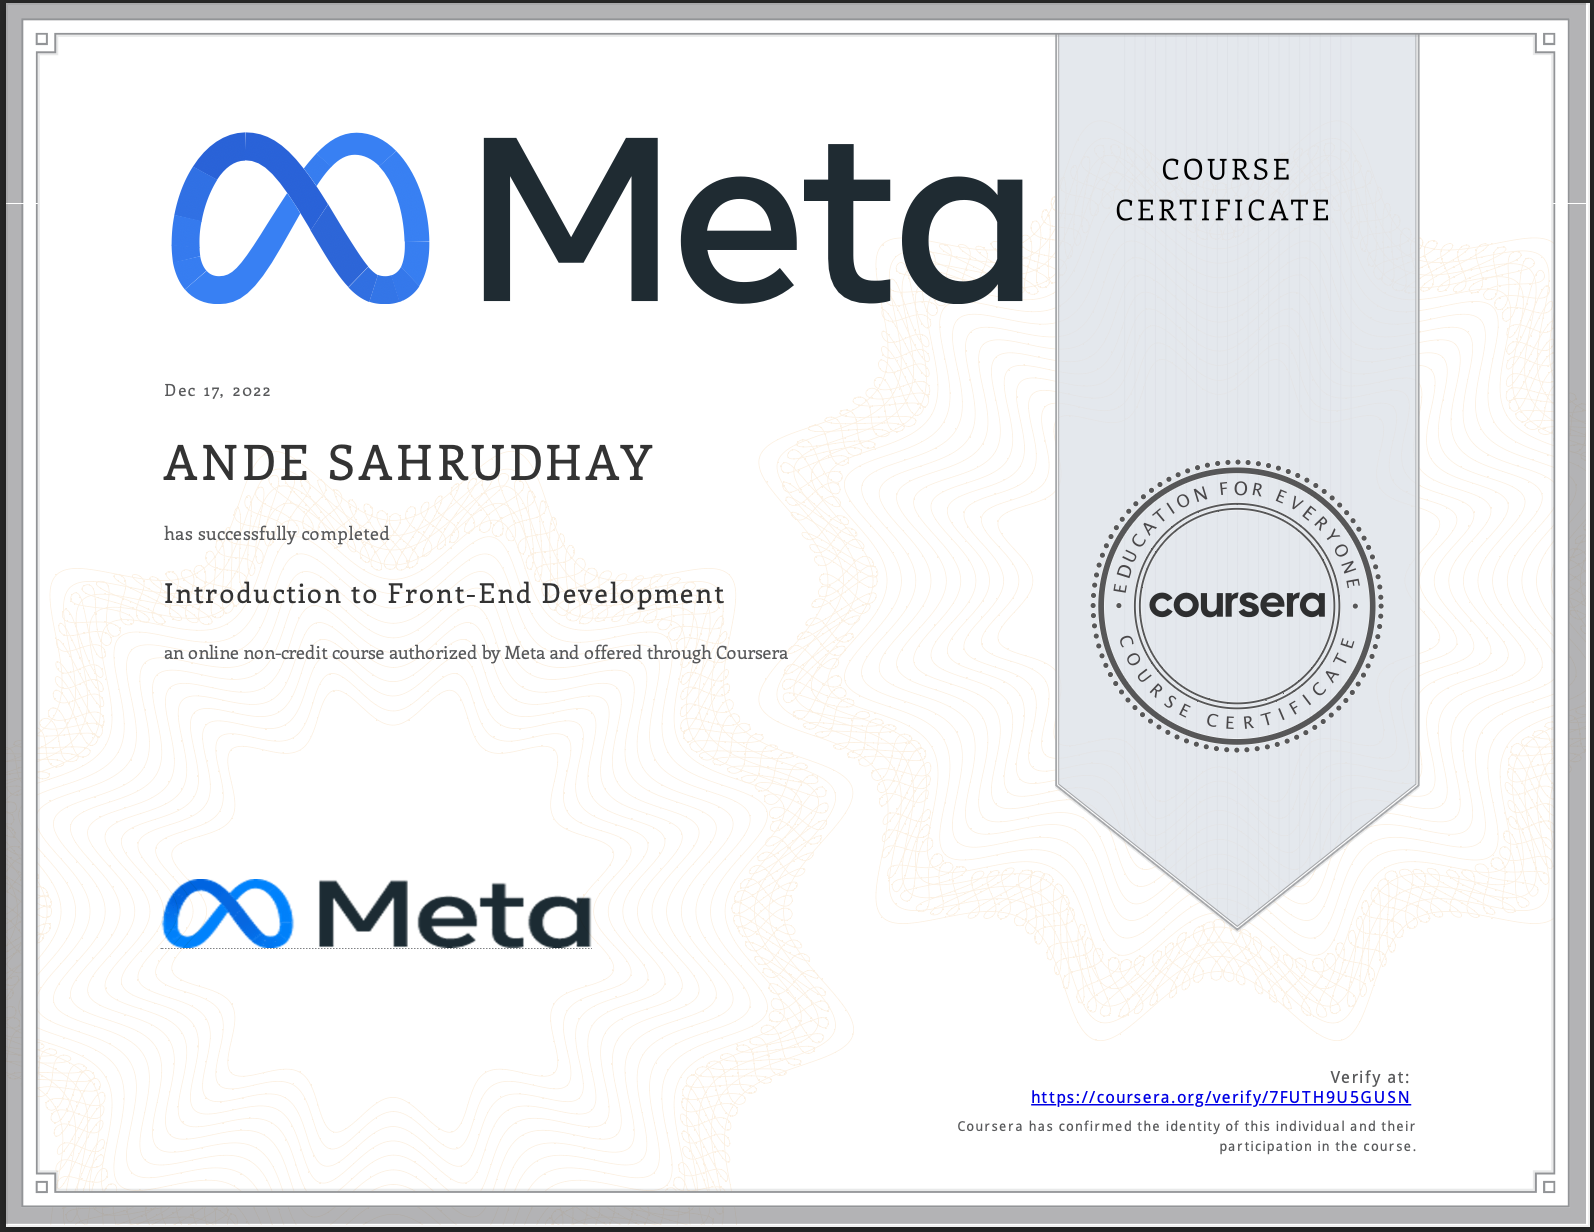 Meta
COURSE
CERTIFICATE
Dec 17, 2022
ANDE SAHRUDHAY
has successfully completed
Introduction to Front-End Development
an online non-credit course authorized by Meta and offered through Coursera
EDUCATION FOR EVERYONE
coursera
COURSE CERTIFICATE
Meta
Verify at:
https://coursera.org/verify/7FUTH9U5GUSN
Coursera has confirmed the identity of this individual and their
participation in the course.